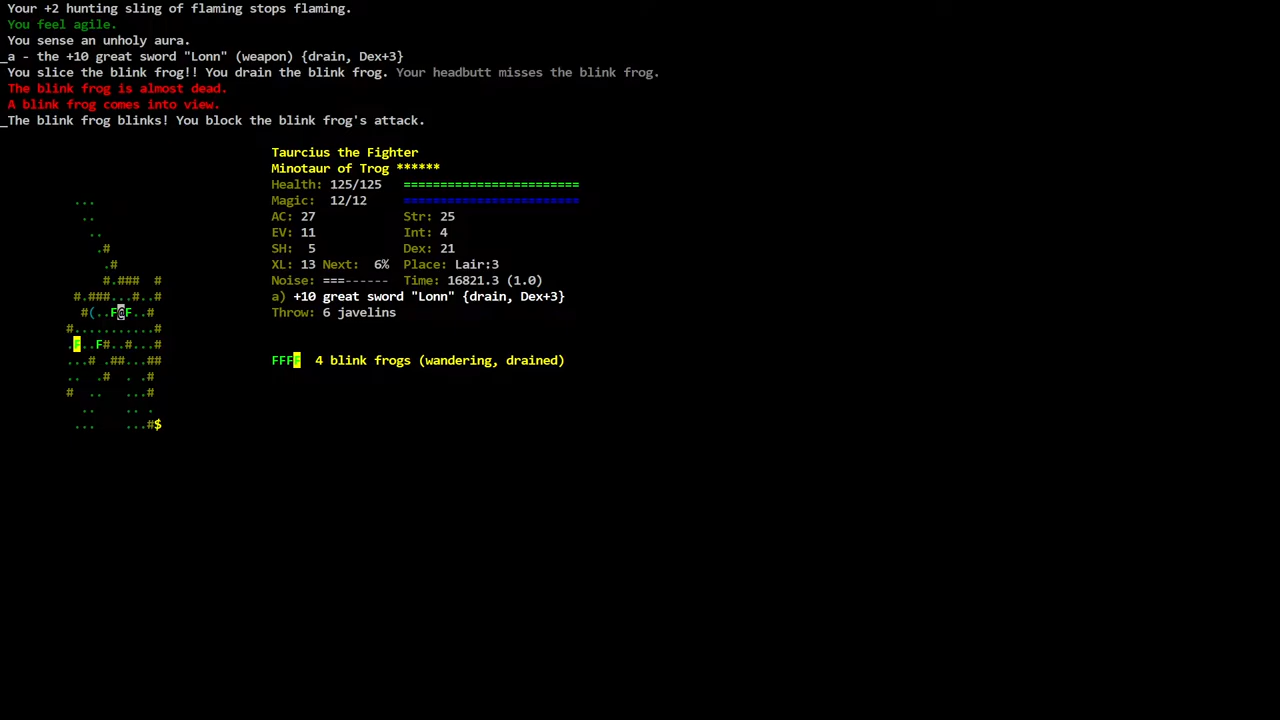 Your +2 hunting sling of flaming stops flaming.
You feel agile.
You sense an unholy aura.
_a - the +10 great sword "Lonn" (weapon) {drain, Dex+3}
You slice the blink frog!! You drain the blink frog. Your headbutt misses the blink frog.
The blink frog is almost dead.
A blink frog comes into view.
_The blink frog blinks! You block the blink frog's attack.
Taurcius the Fighter
Minotaur of Trog ******
Health: 125/125 ========================
Magic: 12/12 ========================
AC: 27 Str: 25
EV: 11 Int: 4
SH: 5 Dex: 21
XL: 13 Next: 6% Place: Lair:3
Noise: ===------ Time: 16821.3 (1.0)
a) +10 great sword "Lonn" {drain, Dex+3}
Throw: 6 javelins
...
..
..
.#
.#
#.### #
#.###...#..#
#(..F@F..#
#..........#
.F..F#..#...#
...# .##...##
.. .# . .#
# .. ...#
.. .. .
... ...#$
FFFF 4 blink frogs (wandering, drained)